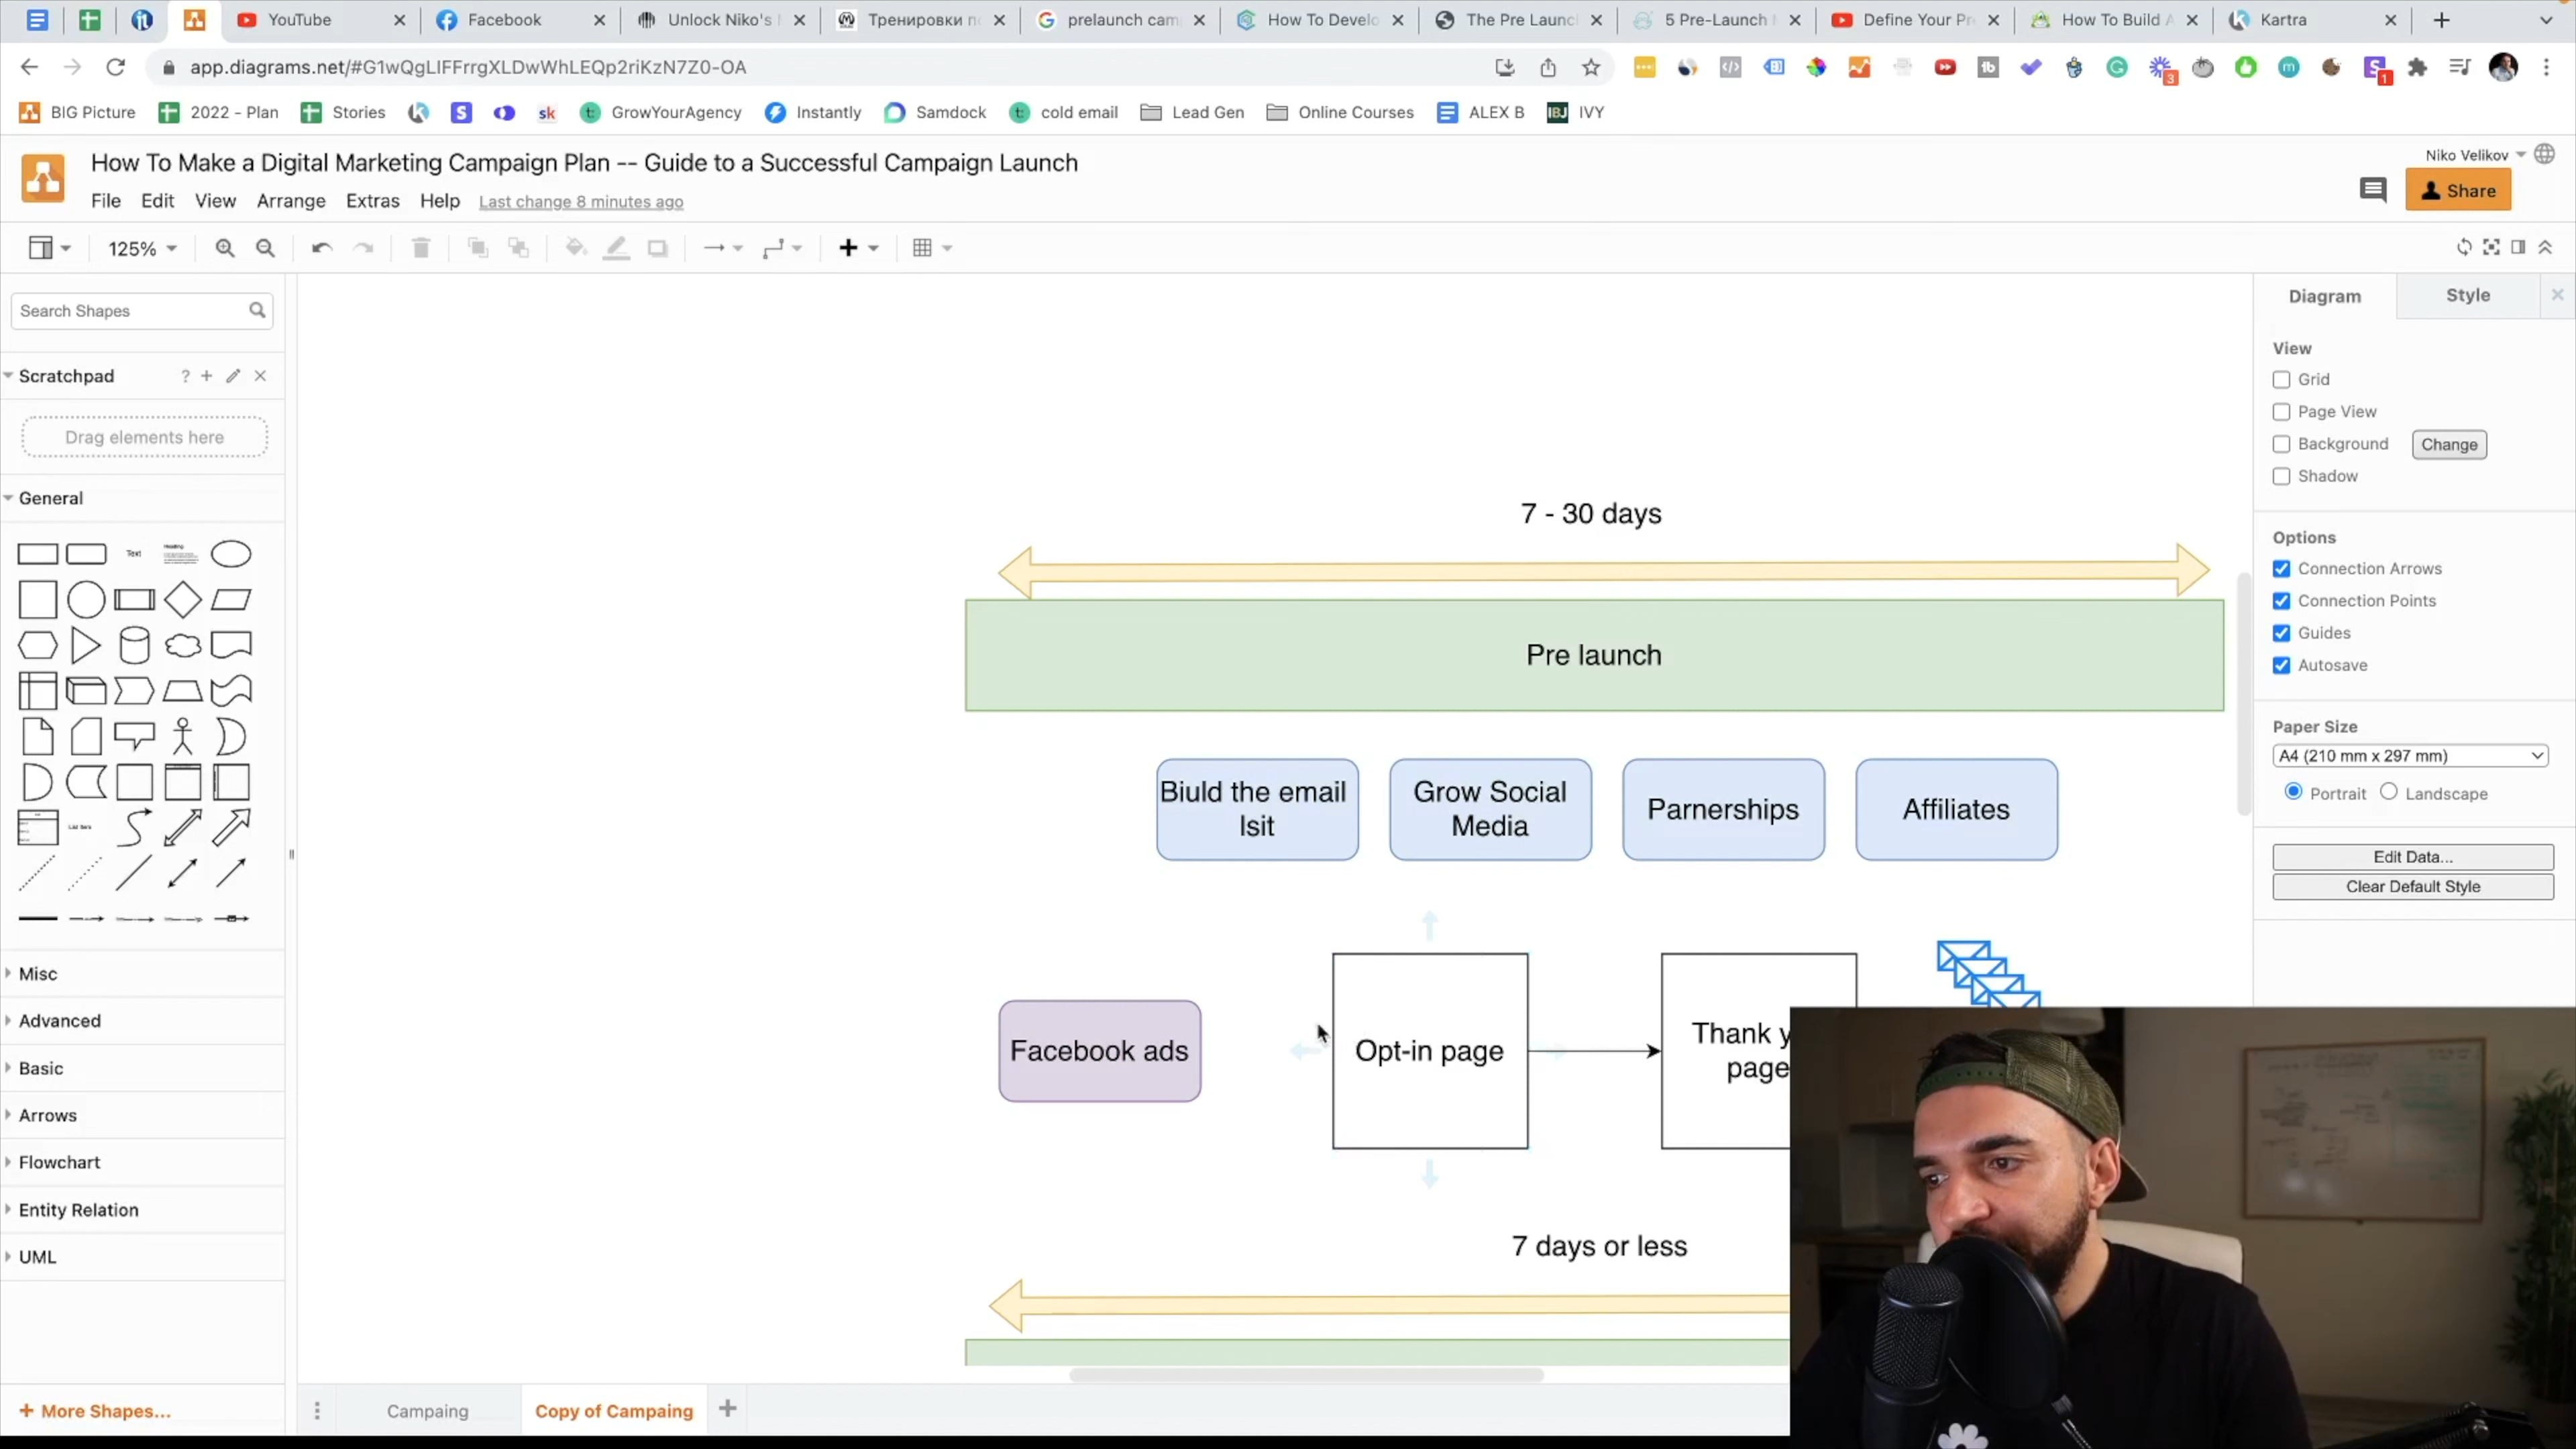 YouTube
Facebook
Unlock Niko's
Тренировки п
prelaunch cam
How To Develo
The Pre Launc
5 Pre-Launch
Define Your Pr
How To Build A
Kartra
app.diagrams.net/#G1wQgLIFFrrgXLDwWhLEQp2riKzN7Z0-OA
3
1
BIG Picture
2022 - Plan
Stories
sk
GrowYourAgency
Instantly
Samdock
cold email
Lead Gen
Online Courses
ALEX B
IBJ
IVY
How To Make a Digital Marketing Campaign Plan -- Guide to a Successful Campaign Launch
Niko Velikov
File
Edit
View
Arrange
Extras
Help
Last change 8 minutes ago
Share
125%
Search Shapes
Scratchpad
?
Drag elements here
General
Text
Heading
List Item
Misc
Advanced
Basic
Arrows
Flowchart
Entity Relation
UML
+ More Shapes...
7 - 30 days
Pre launch
Biuld the email
lsit
Grow Social
Media
Parnerships
Affiliates
Facebook ads
Opt-in page
Thank y
page
7 days or less
Campaing
Copy of Campaing
Diagram
Style
View
Grid
Page View
Background
Change
Shadow
Options
Connection Arrows
Connection Points
Guides
Autosave
Paper Size
A4 (210 mm x 297 mm)
Portrait
Landscape
Edit Data...
Clear Default Style